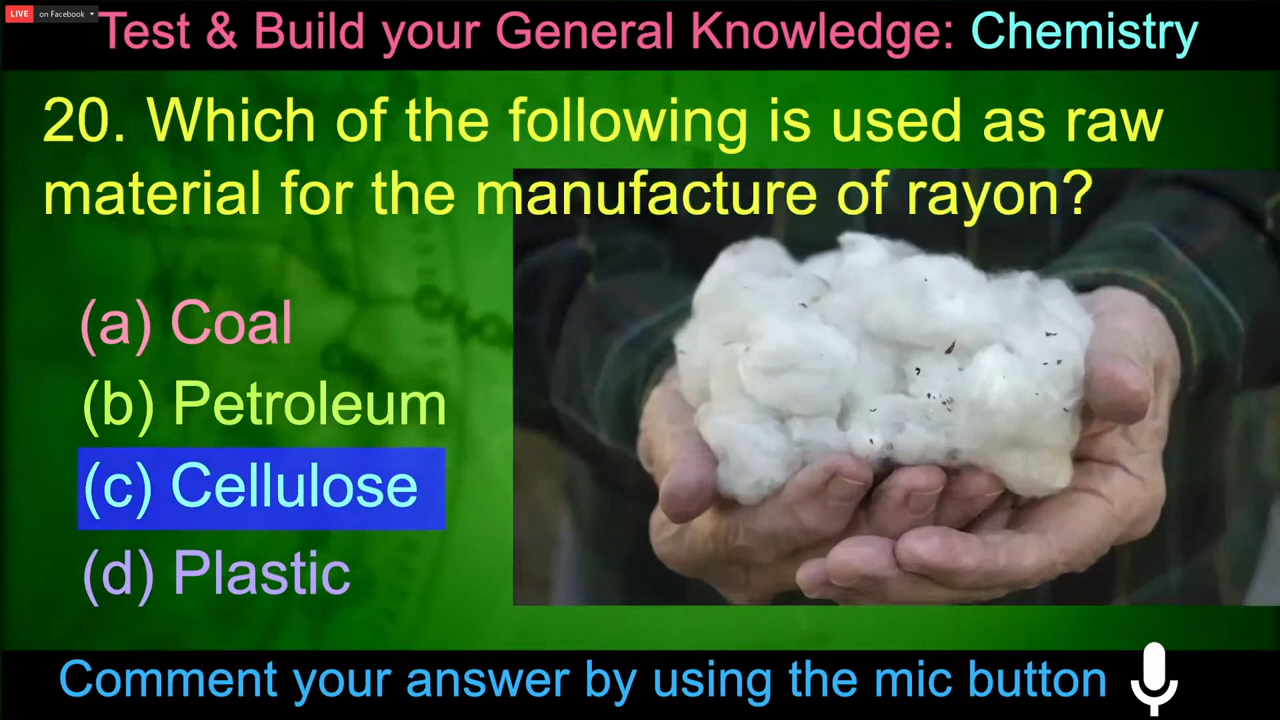 LIVE on Facebook
Test & Build your General Knowledge: Chemistry
20. Which of the following is used as raw
material for the manufacture of rayon?
(a) Coal
(b) Petroleum
(c) Cellulose
(d) Plastic
Comment your answer by using the mic button